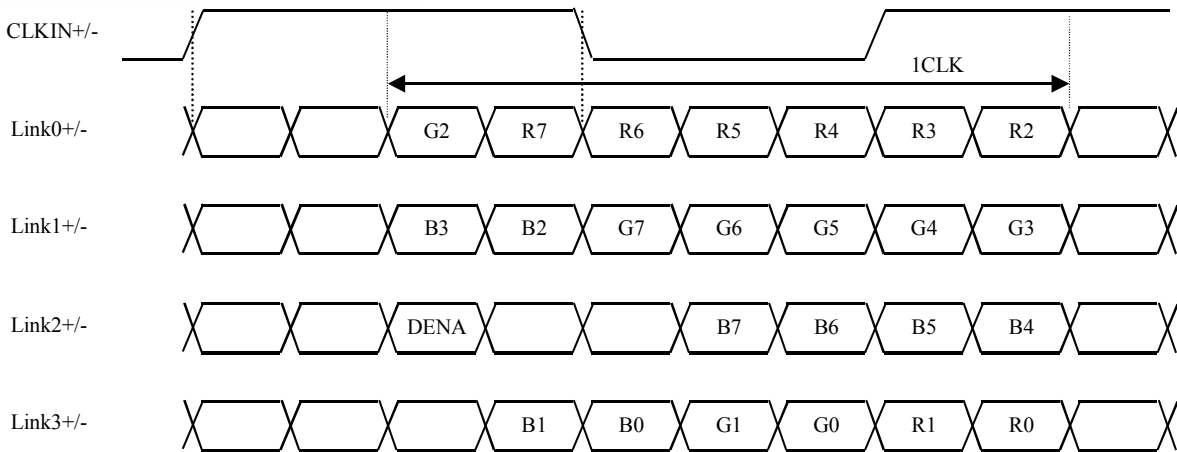 CLKIN+/-
1CLK
Link0+/- G2 R7 R6 R5 R4 R3 R2
Link1+/- B3 B2 G7 G6 G5 G4 G3
Link2+/- DENA B7 B6 B5 B4
Link3+/- B1 B0 G1 G0 R1 R0